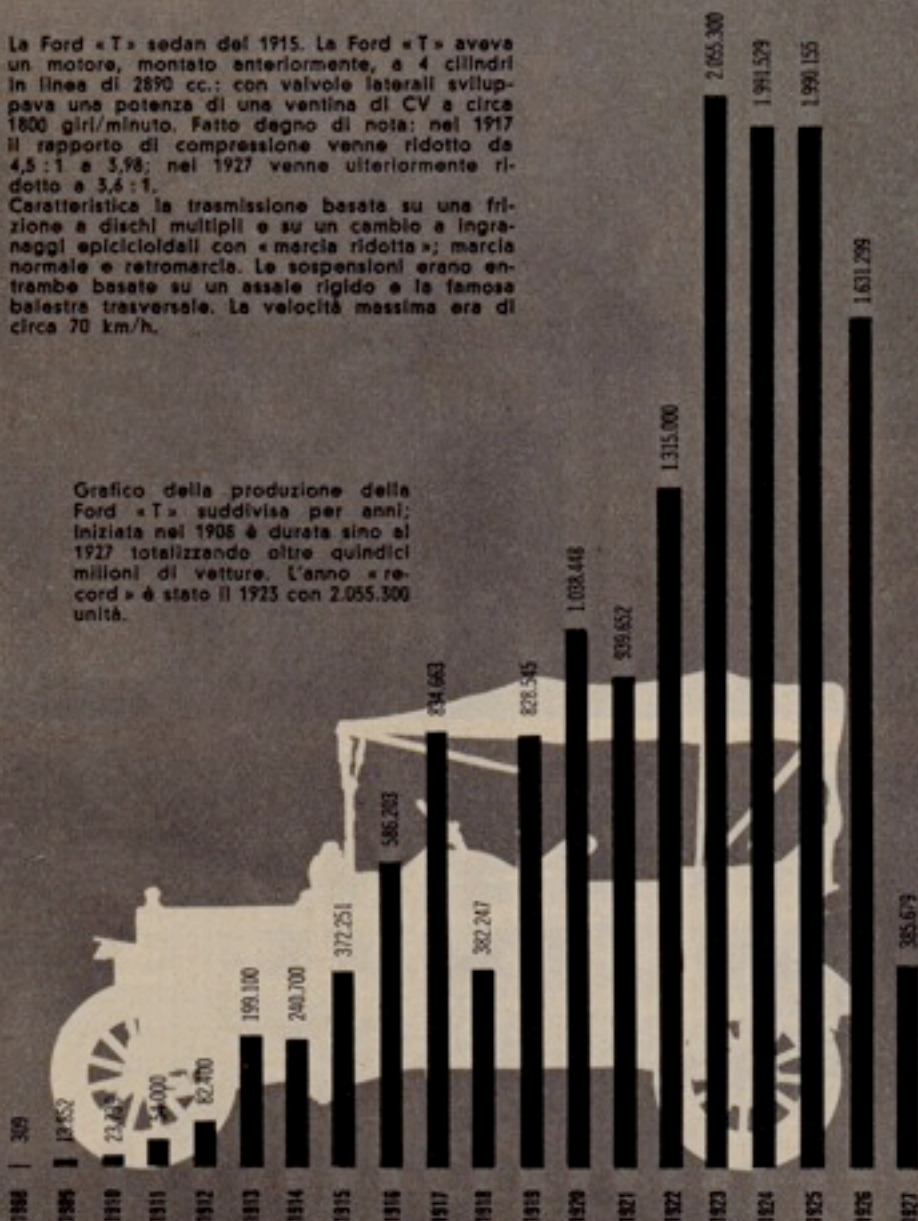 La Ford «T» sedan del 1915. La Ford «T» aveva
un motore, montato anteriormente, a 4 cilindri
in linea di 2890 cc.: con valvole laterali svilup-
pava una potenza di una ventina di CV a circa
1800 giri/minuto. Fatto degno di nota: nel 1917
il rapporto di compressione venne ridotto da
4,5 : 1 a 3,98; nel 1927 venne ulteriormente ri-
dotto a 3,6 : 1.
Caratteristica la trasmissione basata su una fri-
zione a dischi multipli e su un cambio a ingra-
naggi epicicloidali con «marcia ridotta»; marcia
normale e retromarcia. Le sospensioni erano en-
trambe basate su un assale rigido e la famosa
balestra trasversale. La velocità massima era di
circa 70 km/h.
Grafico della produzione della
Ford «T» suddivisa per anni;
Iniziata nel 1908 è durata sino al
1927 totalizzando oltre quindici
milioni di vetture. L'anno «re-
cord» è stato il 1923 con 2.055.300
unità.
1908 309
1909
1910
1911
1912 82.400
1913 199.100
1914 240.700
1915 372.251
1916 586.203
1917 834.663
1918 382.247
1919 828.545
1920 1.038.448
1921 939.652
1922 1.315.000
1923 2.055.300
1924 1.991.529
1925 1.990.155
1926 1.631.299
1927 385.679